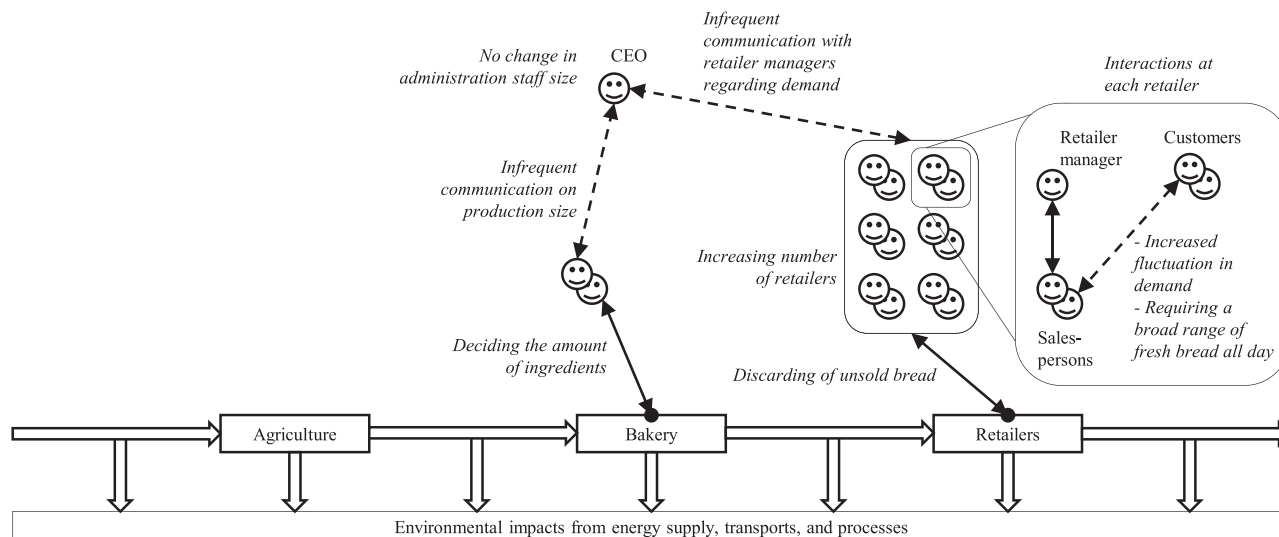 No change in
administration staff size
CEO
Infrequent
communication with
retailer managers
regarding demand
Interactions at
each retailer
Retailer
manager
Customers
Infrequent
communication on
production size
Increasing number
of retailers
- Increased
fluctuation in
demand
- Requiring a
broad range of
fresh bread all day
Sales-
persons
Deciding the amount
of ingredients
Discarding of unsold bread
Agriculture
Bakery
Retailers
Environmental impacts from energy supply, transports, and processes